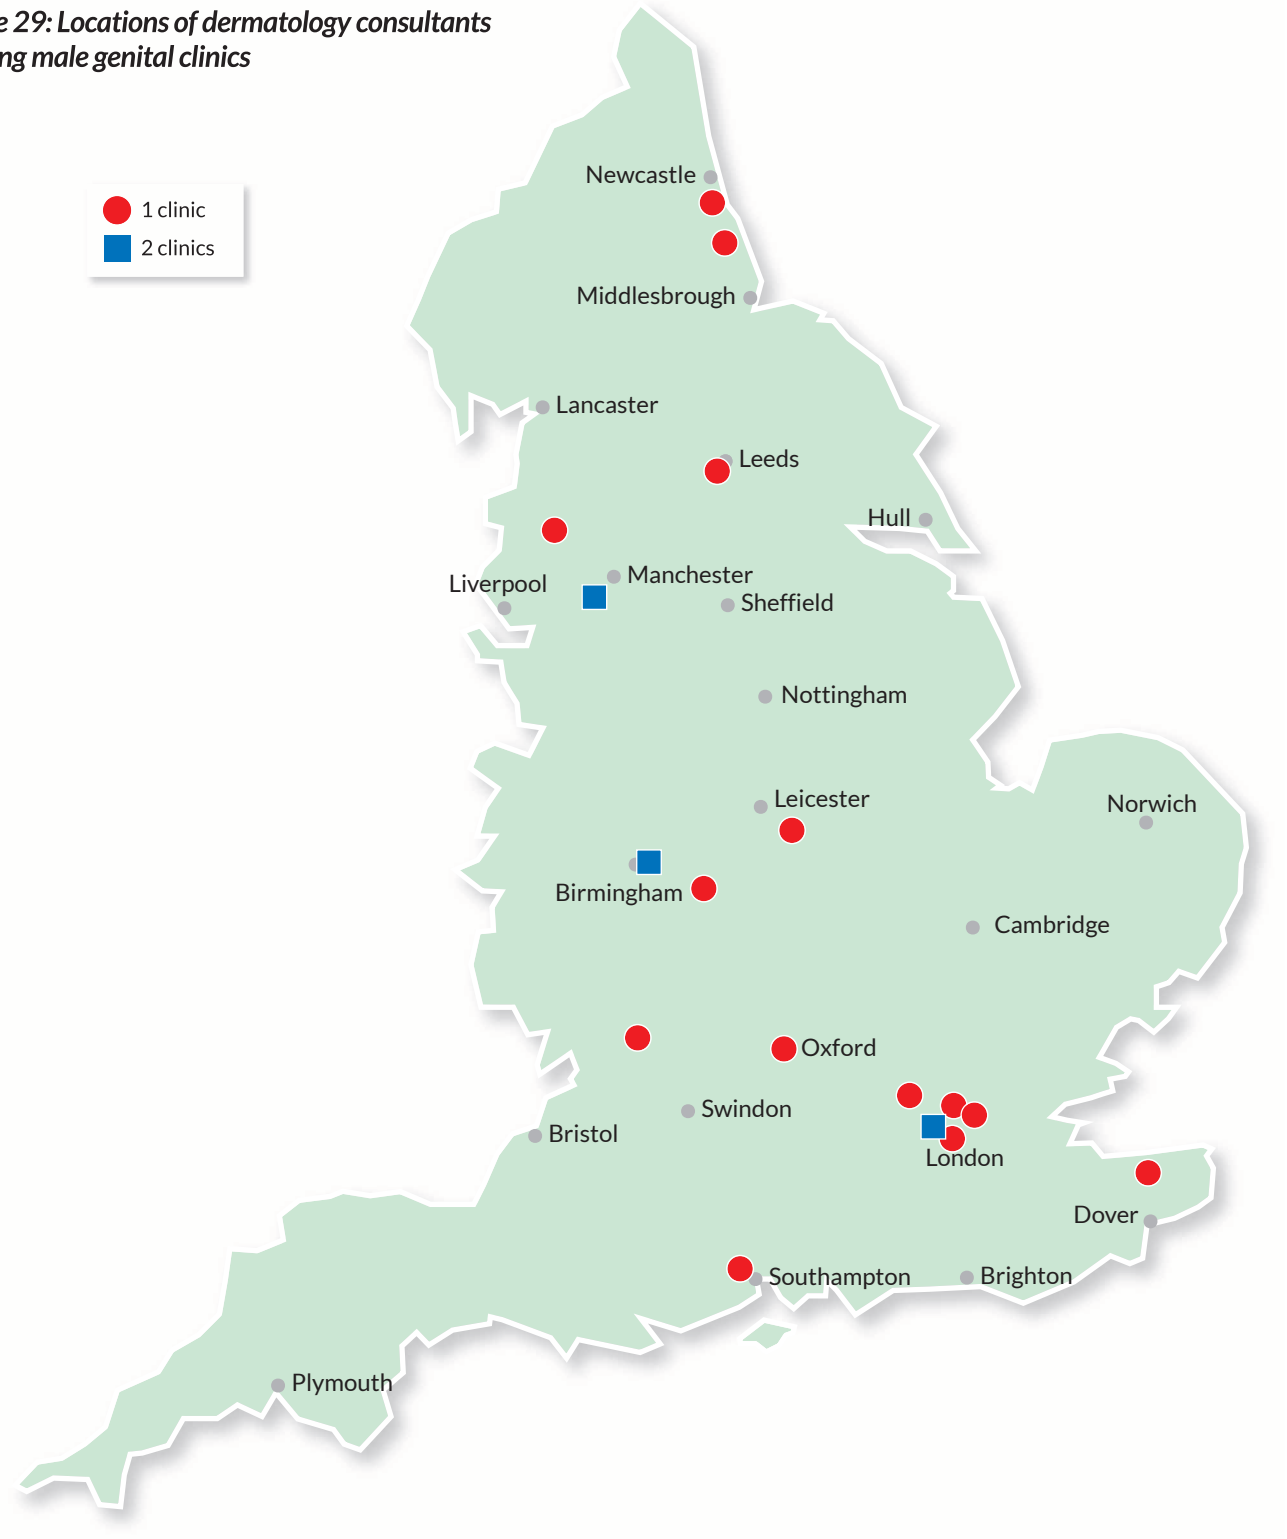 29: Locations of dermatology consultants
male genital clinics
1 clinic
2 clinics
Newcastle
Middlesbrough
Lancaster
Leeds
Hull
Liverpool
Manchester
Sheffield
Nottingham
Leicester
Norwich
Birmingham
Cambridge
Oxford
Swindon
Bristol
London
Dover
Southampton
Brighton
Plymouth